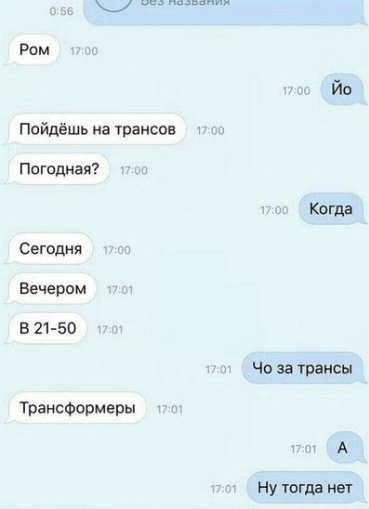 Без названия
0:56
Ром 17:00
17:00 Йо
Пойдёшь на трансов 17:00
Погодная? 17:00
17:00 Когда
Сегодня 17:00
Вечером 17:01
В 21-50 17:01
17:01 Чо за трансы
Трансформеры 17:01
17:01 А
17:01 Ну тогда нет